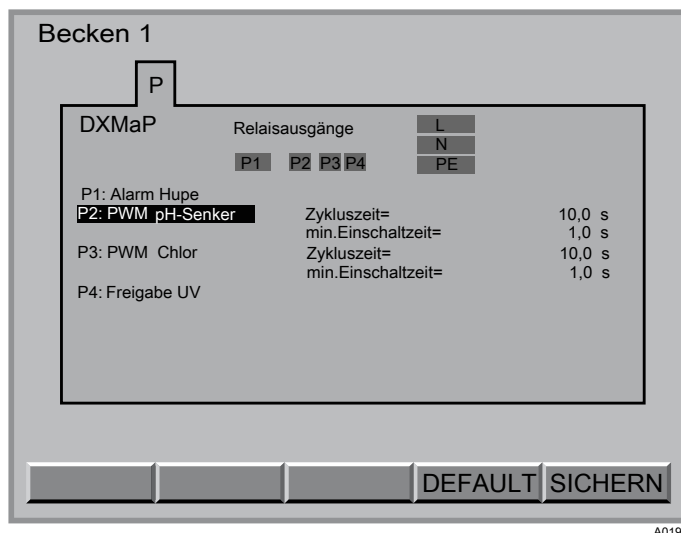 Becken 1
P
DXMaP Relaisausgänge L
N
P1 P2 P3 P4 PE
P1: Alarm Hupe
P2: PWM pH-Senker Zykluszeit= 10,0 s
min.Einschaltzeit= 1,0 s
P3: PWM Chlor Zykluszeit= 10,0 s
min.Einschaltzeit= 1,0 s
P4: Freigabe UV
DEFAULT SICHERN
A019